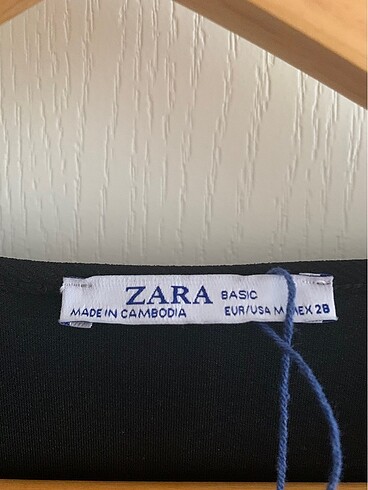 ZARA BASIC
MADE IN CAMBODIA EUR/USA M MEX 28